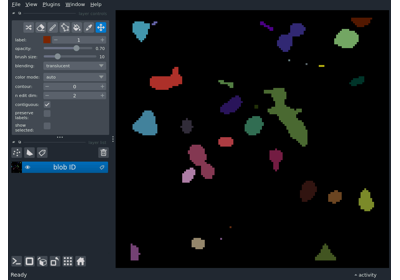 File View Plugins Window Help
label: 1
opacity: 0.70
brush size: 10
blending: translucent
color mode: auto
contour: 0
n edit dim: 2
contiguous:
preserve
labels:
show
selected:
blob ID
activity